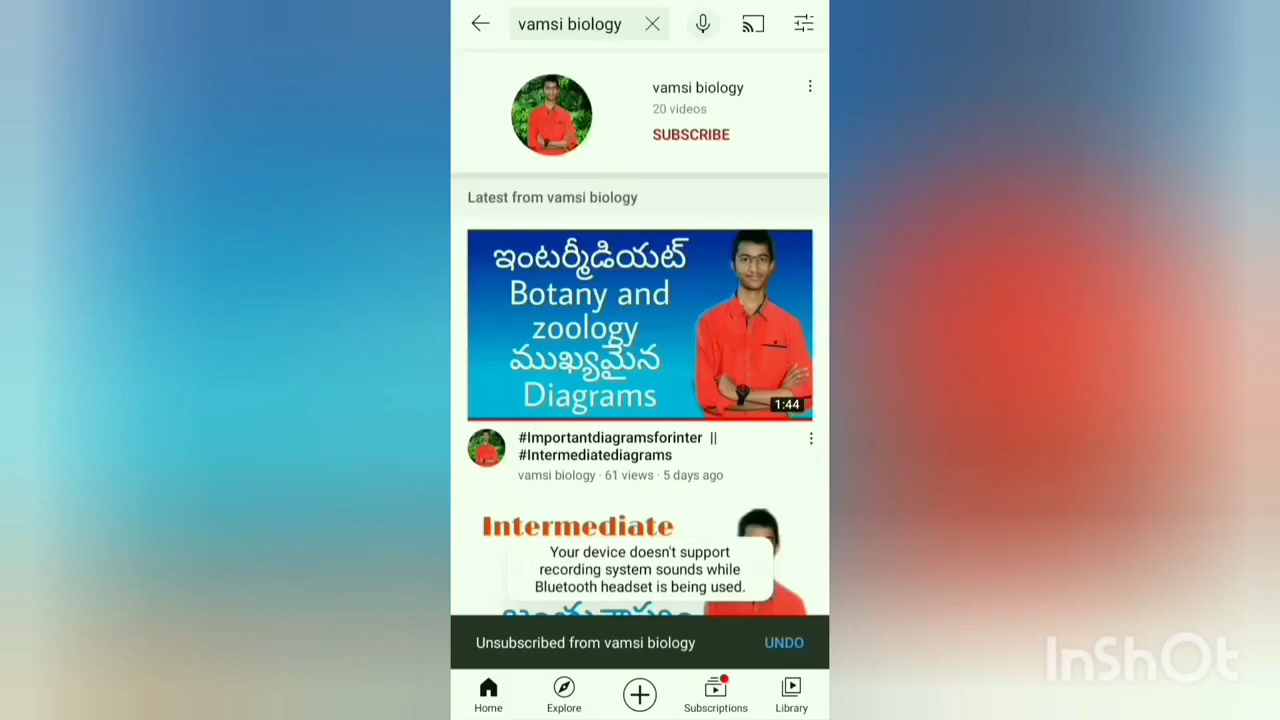 vamsi biology
vamsi biology
20 videos
SUBSCRIBE
Latest from vamsi biology
ఇంటర్మీడియట్
Botany and
zoology
ముఖ్యమైన
Diagrams
1:44
#Importantdiagramsforinter ||
#Intermediatediagrams
vamsi biology · 61 views · 5 days ago
Intermediate
Your device doesn't support
recording system sounds while
Bluetooth headset is being used.
Unsubscribed from vamsi biology UNDO
Home Explore Subscriptions Library
InShOt